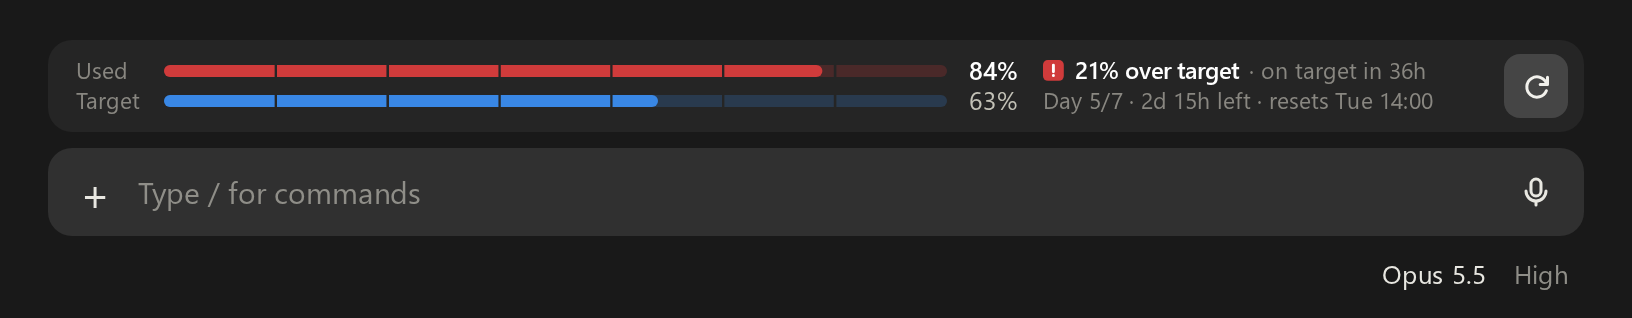 Used 84% ! 21% over target · on target in 36h
Target 63% Day 5/7 · 2d 15h left · resets Tue 14:00
+ Type / for commands
Opus 5.5 High